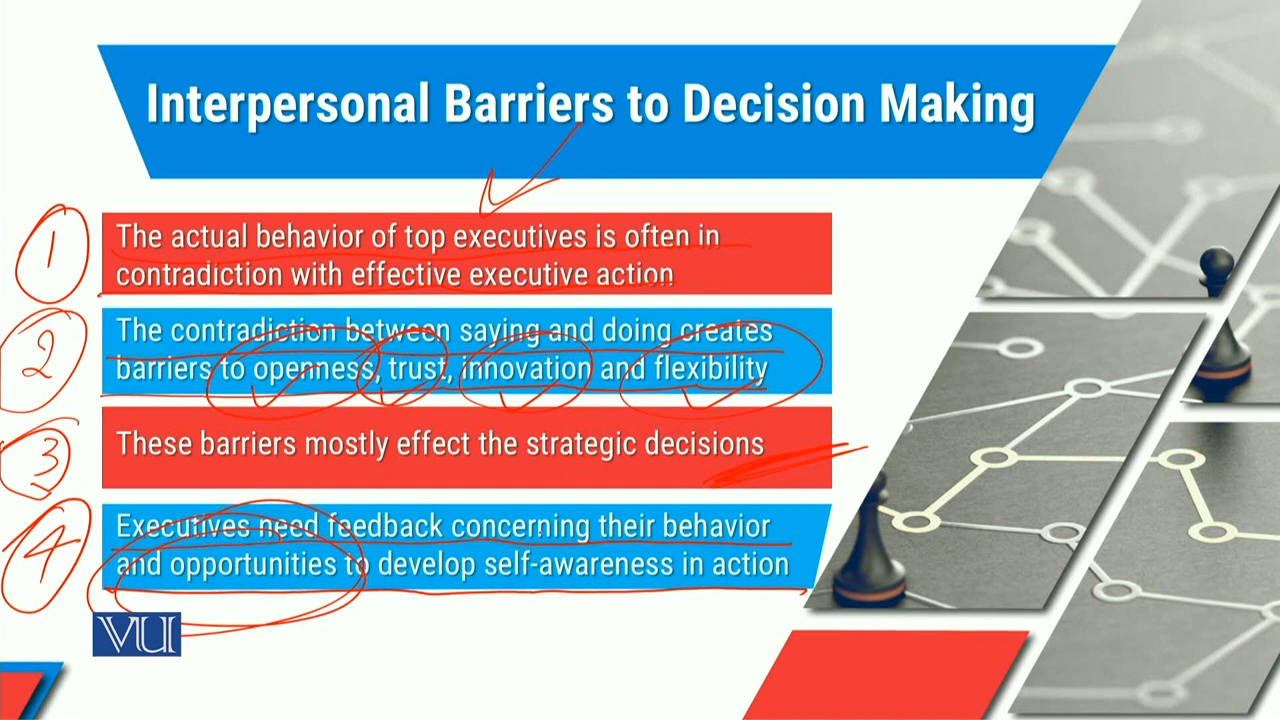 Interpersonal Barriers to Decision Making
1
The actual behavior of top executives is often in
contradiction with effective executive action
2
The contradiction between saying and doing creates
barriers to openness, trust, innovation and flexibility
3
These barriers mostly effect the strategic decisions
4
Executives need feedback concerning their behavior
and opportunities to develop self-awareness in action
VU